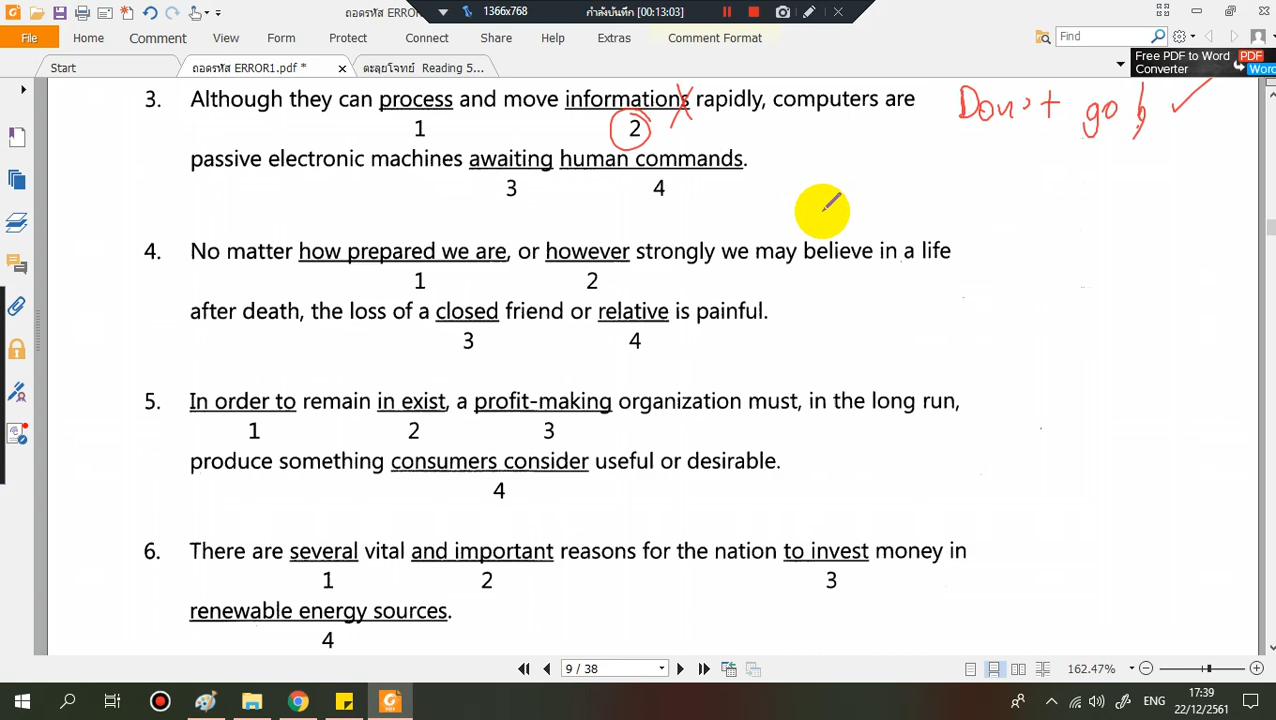 ถอดรหัส ERR
1366x768
กำลังบันทึก [00:13:03]
File Home Comment View Form Protect Connect Share Help Extras Comment Format Find
Free PDF to Word Converter PDF Word
Start ถอดรหัส ERROR1.pdf * ตะลุยโจทย์ Reading 5...
3. Although they can process and move informations rapidly, computers are
1 2
Don't go ✓
passive electronic machines awaiting human commands.
3 4
4. No matter how prepared we are, or however strongly we may believe in a life
1 2
after death, the loss of a closed friend or relative is painful.
3 4
5. In order to remain in exist, a profit-making organization must, in the long run,
1 2 3
produce something consumers consider useful or desirable.
4
6. There are several vital and important reasons for the nation to invest money in
1 2 3
renewable energy sources.
4
9 / 38 162.47%
ENG 17:39
22/12/2561